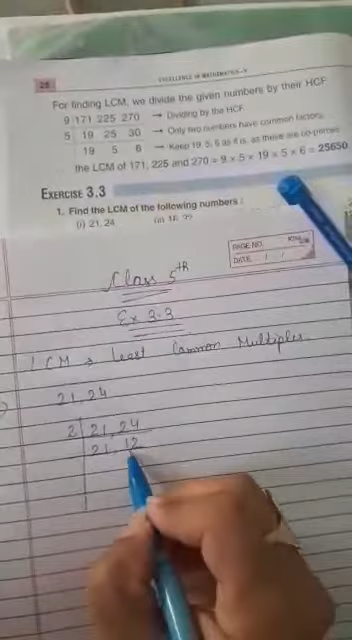 28
EXCELLENCE IN MATHEMATICS-5
For finding LCM, we divide the given numbers by their HCF
9 171 225 270 → Dividing by the HCF
5 19 25 30 → Only two numbers have common factors.
19 5 6 → Keep 19, 5, 6 as it is, as these are co-primes
the LCM of 171, 225 and 270 = 9 × 5 × 19 × 5 × 6 = 25650
EXERCISE 3.3
1. Find the LCM of the following numbers :
(i) 21, 24
PAGE NO.
DATE: / /
Class 5th
Ex 3.3
LCM → Least Common Multiples
21, 24
2 21, 24
21, 12